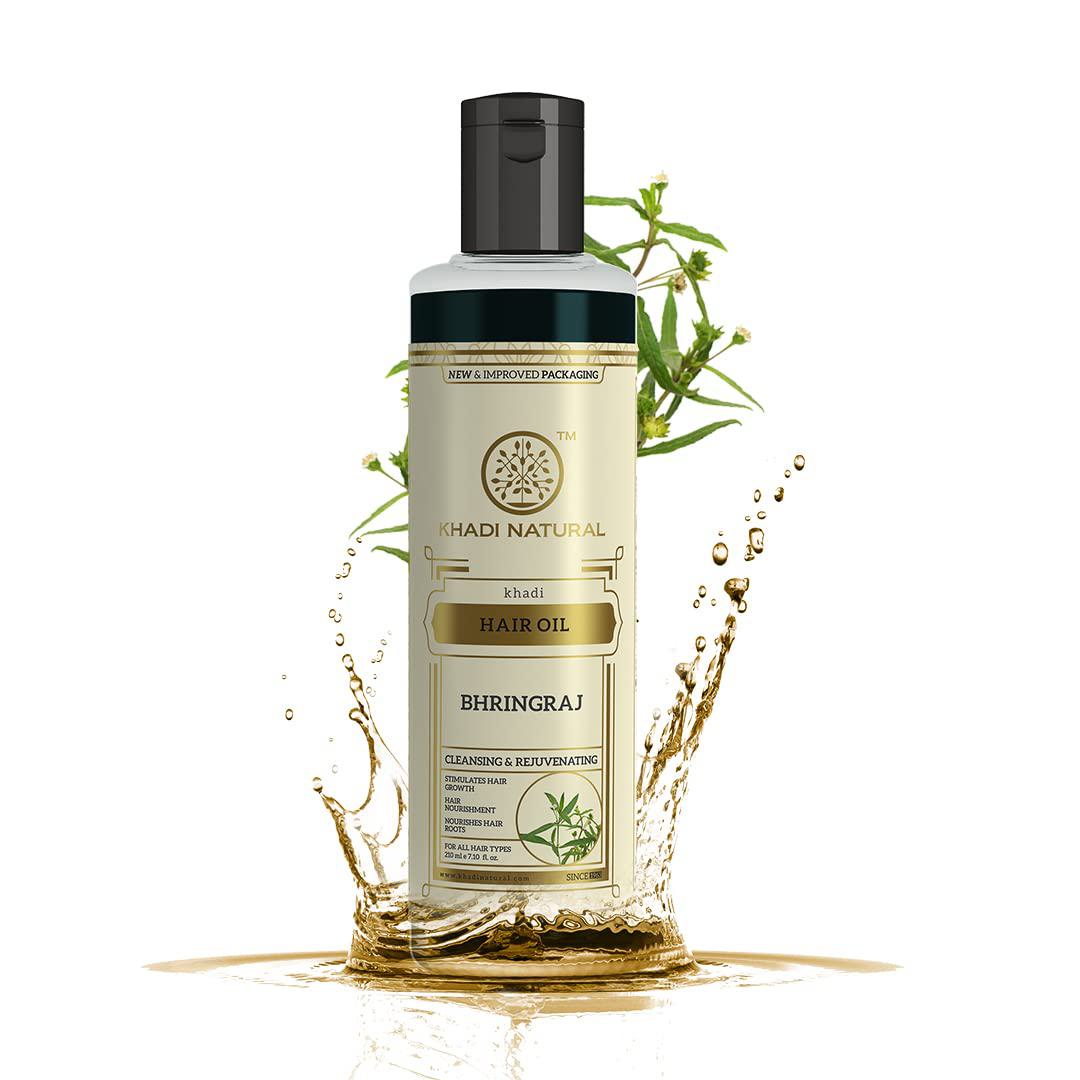 NEW & IMPROVED PACKAGING
TM
KHADI NATURAL
khadi
HAIR OIL
BHRINGRAJ
CLEANSING & REJUVENATING
STIMULATES HAIR
GROWTH
HAIR
NOURISHMENT
NOURISHES HAIR
ROOTS
FOR ALL HAIR TYPES
210 ml e 7.10 fl. oz.
www.khadinatural.com
SINCE